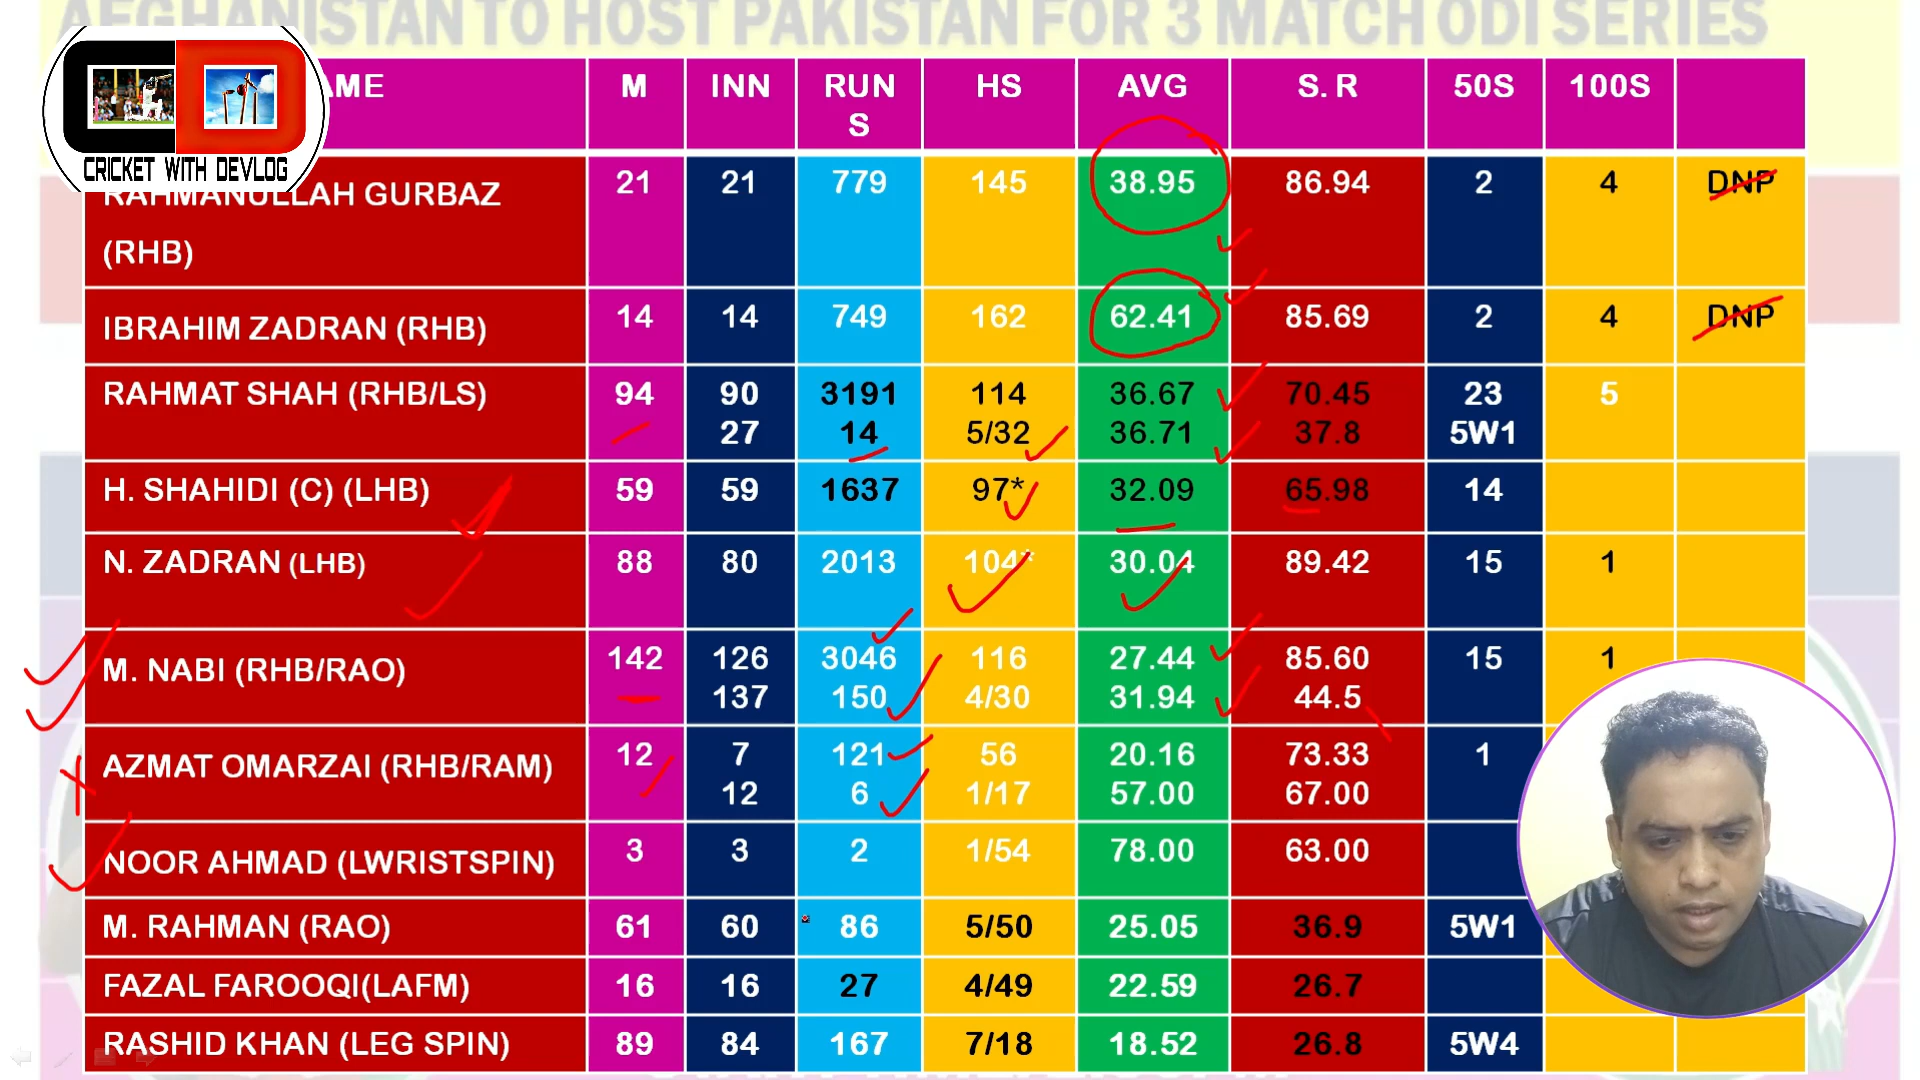 AFGHANISTAN TO HOST PAKISTAN FOR 3 MATCH ODI SERIES
CRICKET WITH DEVLOG
AME M INN RUN HS AVG S. R 50S 100S
S
RAHMANULLAH GURBAZ 21 21 779 145 38.95 86.94 2 4 DNP
(RHB)
IBRAHIM ZADRAN (RHB) 14 14 749 162 62.41 85.69 2 4 DNP
RAHMAT SHAH (RHB/LS) 94 90 3191 114 36.67 70.45 23 5
27 14 5/32 36.71 37.8 5W1
H. SHAHIDI (C) (LHB) 59 59 1637 97* 32.09 65.98 14
N. ZADRAN (LHB) 88 80 2013 104* 30.04 89.42 15 1
M. NABI (RHB/RAO) 142 126 3046 116 27.44 85.60 15 1
137 150 4/30 31.94 44.5
AZMAT OMARZAI (RHB/RAM) 12 7 121 56 20.16 73.33 1
12 6 1/17 57.00 67.00
NOOR AHMAD (LWRISTSPIN) 3 3 2 1/54 78.00 63.00
M. RAHMAN (RAO) 61 60 86 5/50 25.05 36.9 5W1
FAZAL FAROOQI(LAFM) 16 16 27 4/49 22.59 26.7
RASHID KHAN (LEG SPIN) 89 84 167 7/18 18.52 26.8 5W4